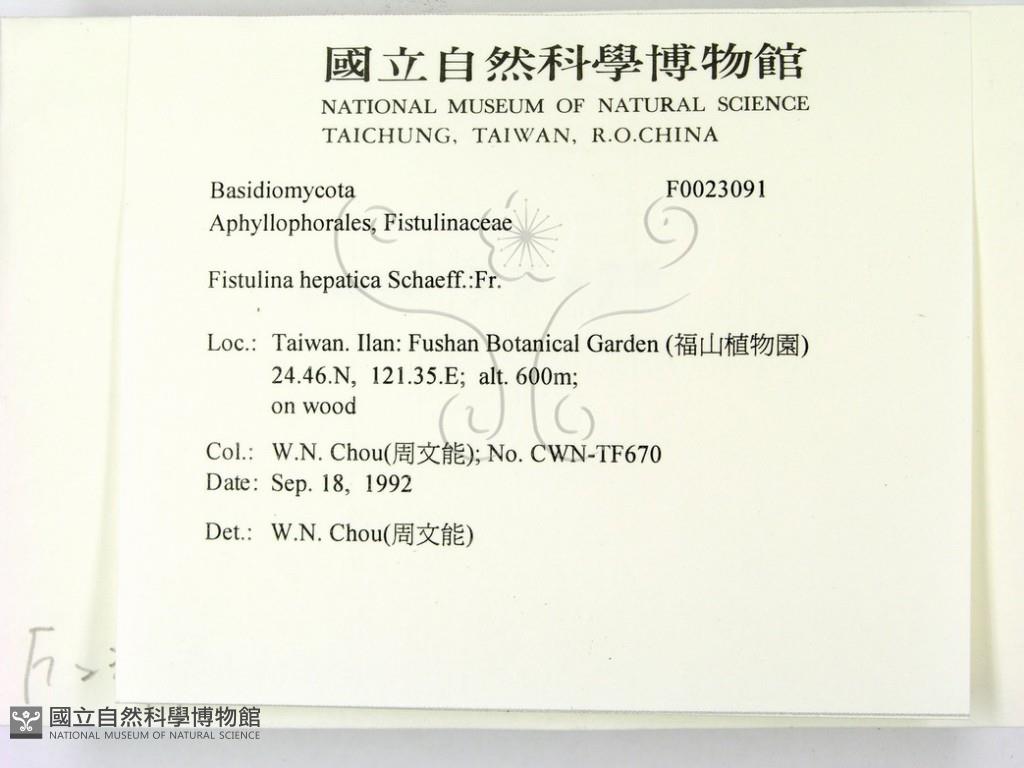 國立自然科學博物館
NATIONAL MUSEUM OF NATURAL SCIENCE
TAICHUNG, TAIWAN, R.O.CHINA
Basidiomycota F0023091
Aphyllophorales, Fistulinaceae
Fistulina hepatica Schaeff.:Fr.
Loc.: Taiwan. Ilan: Fushan Botanical Garden (福山植物園)
24.46.N, 121.35.E; alt. 600m;
on wood
Col.: W.N. Chou(周文能); No. CWN-TF670
Date: Sep. 18, 1992
Det.: W.N. Chou(周文能)
國立自然科學博物館
NATIONAL MUSEUM OF NATURAL SCIENCE